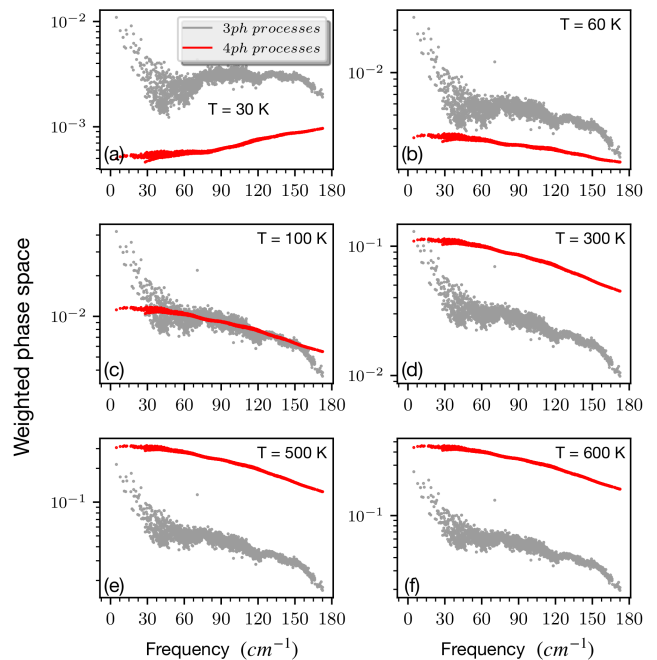 3ph processes
4ph processes
T = 30 K
(a)
10⁻²
10⁻³
0 30 60 90 120 150 180
T = 60 K
(b)
10⁻²
0 30 60 90 120 150 180
T = 100 K
(c)
10⁻²
0 30 60 90 120 150 180
T = 300 K
(d)
10⁻¹
10⁻²
0 30 60 90 120 150 180
T = 500 K
(e)
10⁻¹
0 30 60 90 120 150 180
T = 600 K
(f)
10⁻¹
0 30 60 90 120 150 180
Weighted phase space
Frequency (cm⁻¹)
Frequency (cm⁻¹)